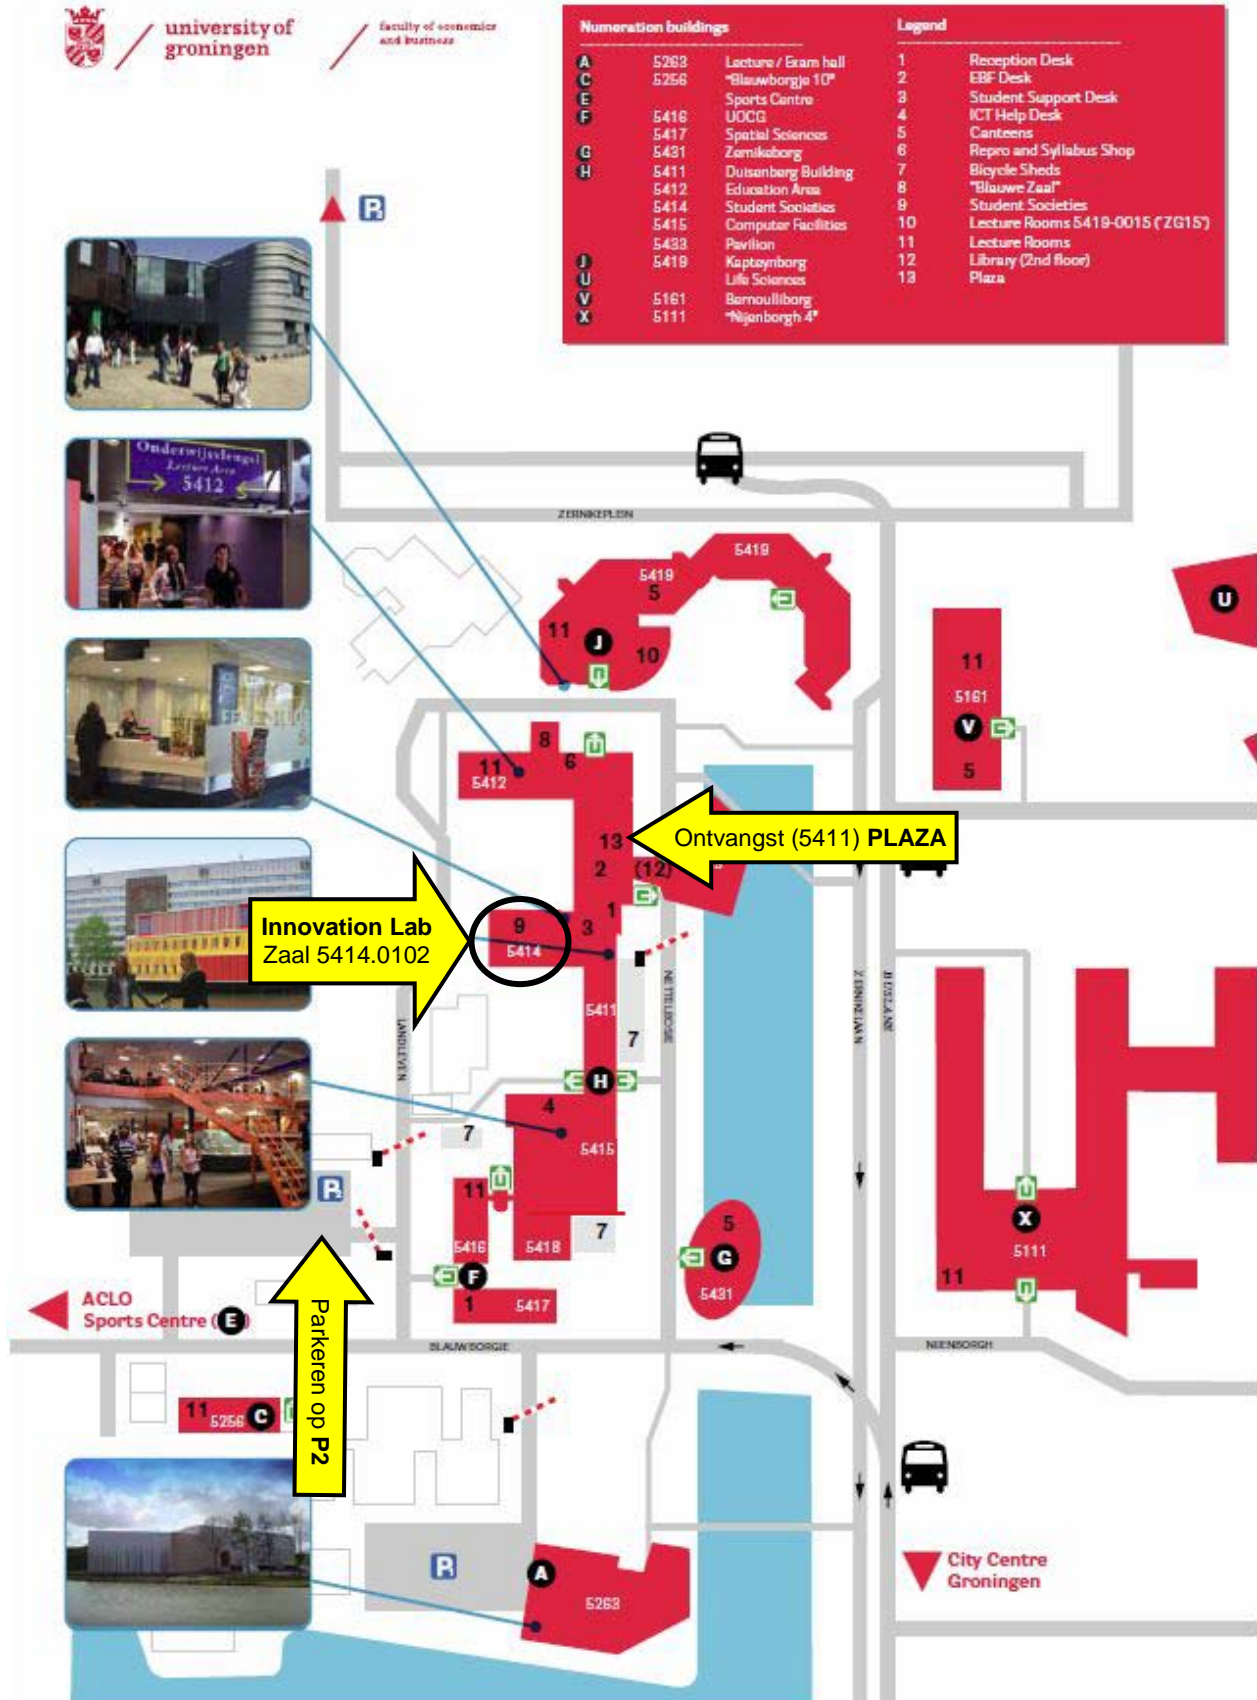 university of
groningen
faculty of economics
and business
Numeration buildings
A 5263 Lecture / Exam hall
C 5256 "Blauwborgje 10"
E Sports Centre
F 5416 UOCG
5417 Spatial Sciences
G 5431 Zernikeborg
H 5411 Duisenberg Building
5412 Education Area
5414 Student Societies
5415 Computer Facilities
5433 Pavilion
J 5419 Kapteynborg
U Life Sciences
V 5161 Bernoulliborg
X 5111 "Nijenborgh 4"
Legend
1 Reception Desk
2 EBF Desk
3 Student Support Desk
4 ICT Help Desk
5 Canteens
6 Repro and Syllabus Shop
7 Bicycle Sheds
8 "Blauwe Zaal"
9 Student Societies
10 Lecture Rooms 5419-0015 ('ZG15')
11 Lecture Rooms
12 Library (2nd floor)
13 Plaza
Onderwijsvleugel
Lecture Area
5412
ZERNIKEPLEIN
5419
5419
5
11
J
10
U
11
5161
V
5
8
6
11
5412
13
Ontvangst (5411) PLAZA
2
(12)
1
Innovation Lab
Zaal 5414.0102
9
3
5414
5411
7
LANDLEVEN
NETTELBOSJE
ZERNIKELAAN
BUSLANE
H
4
7
5415
11
5416
5418
7
F
1
5417
5
G
5431
X
5111
11
ACLO
Sports Centre (E)
Parkeren op P2
BLAUWBORGJE
NIJENBORGH
11
5256
C
A
5263
City Centre
Groningen